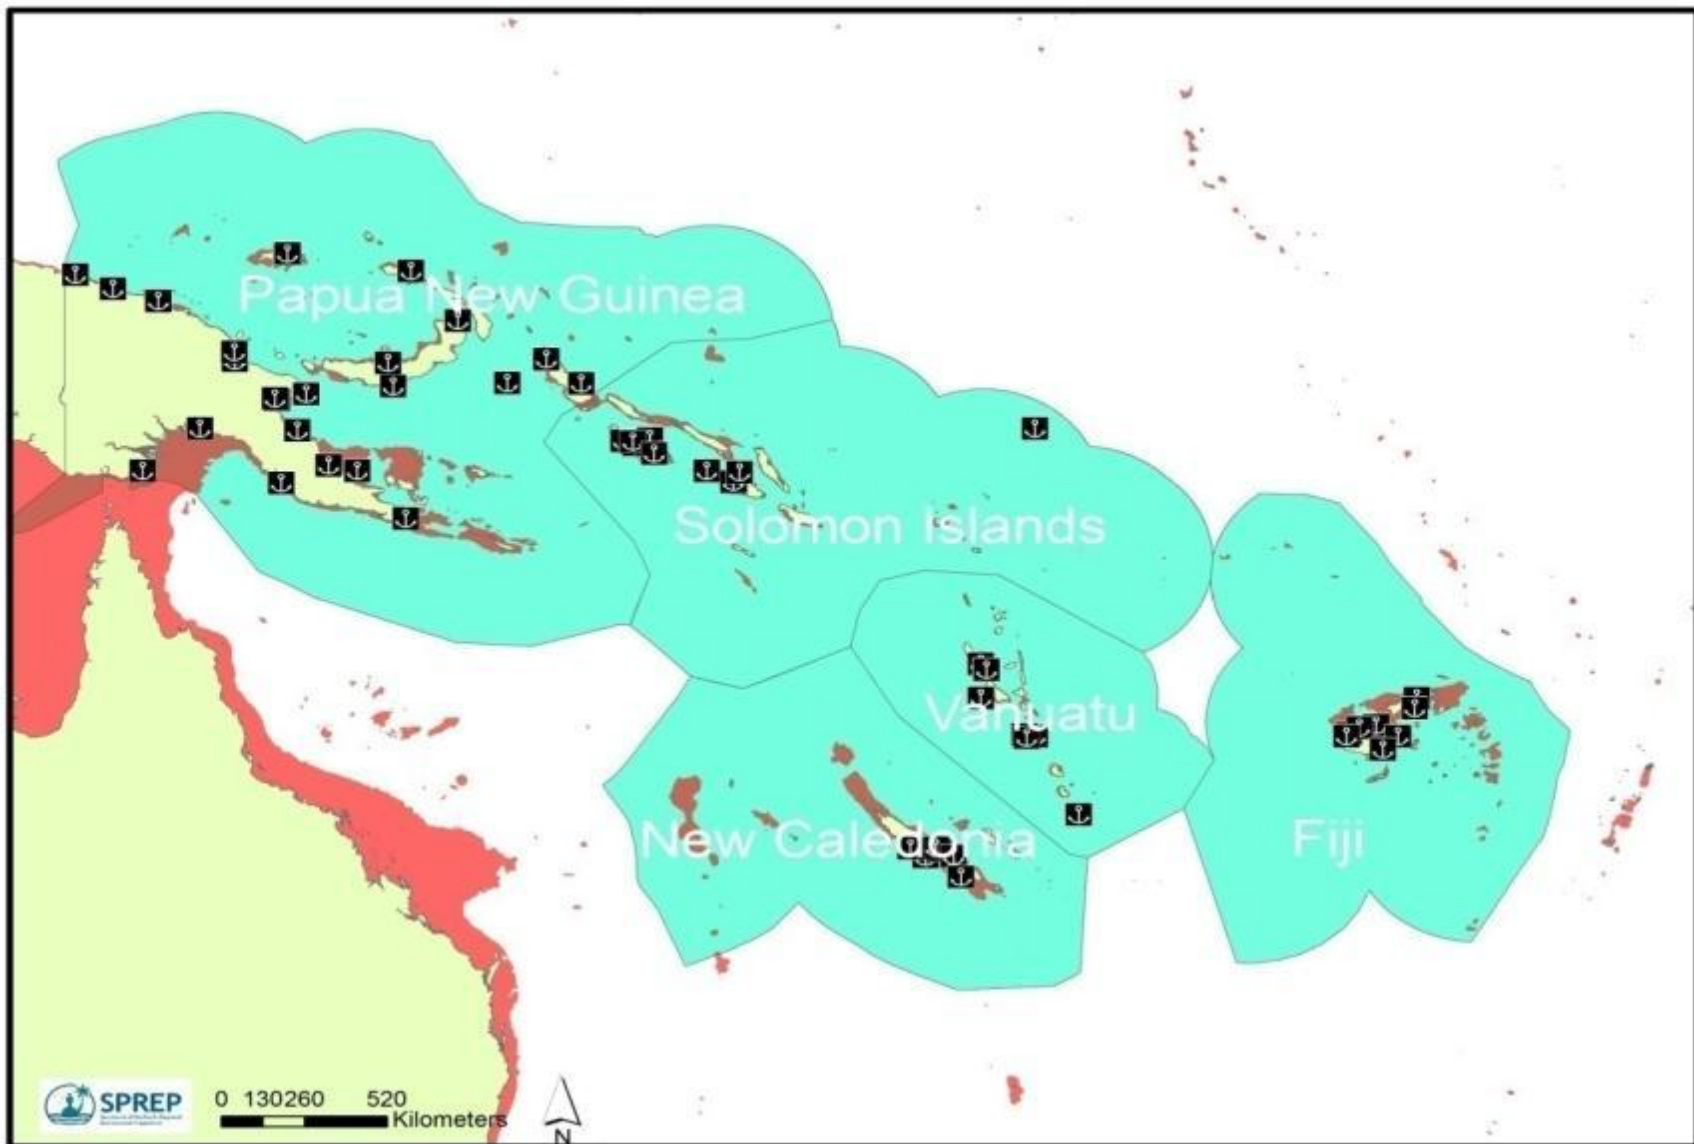 Papua New Guinea
Solomon Islands
Vanuatu
New Caledonia
Fiji
SPREP
0 130260 520
Kilometers
N